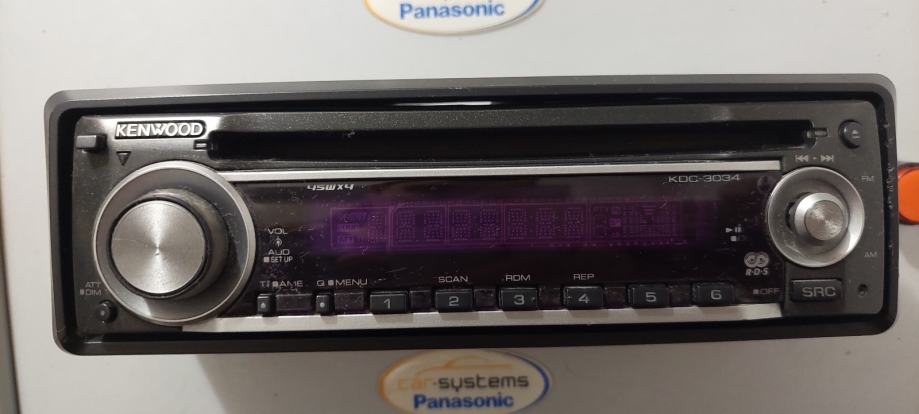 Panasonic
KENWOOD
45Wx4
KDC-3034
FM
VOL
AUD
SET UP
AM
R·D·S
ATT
DIM
TI AME
Q MENU
SCAN
RDM
REP
1
2
3
4
5
6
OFF
SRC
car-systems
Panasonic